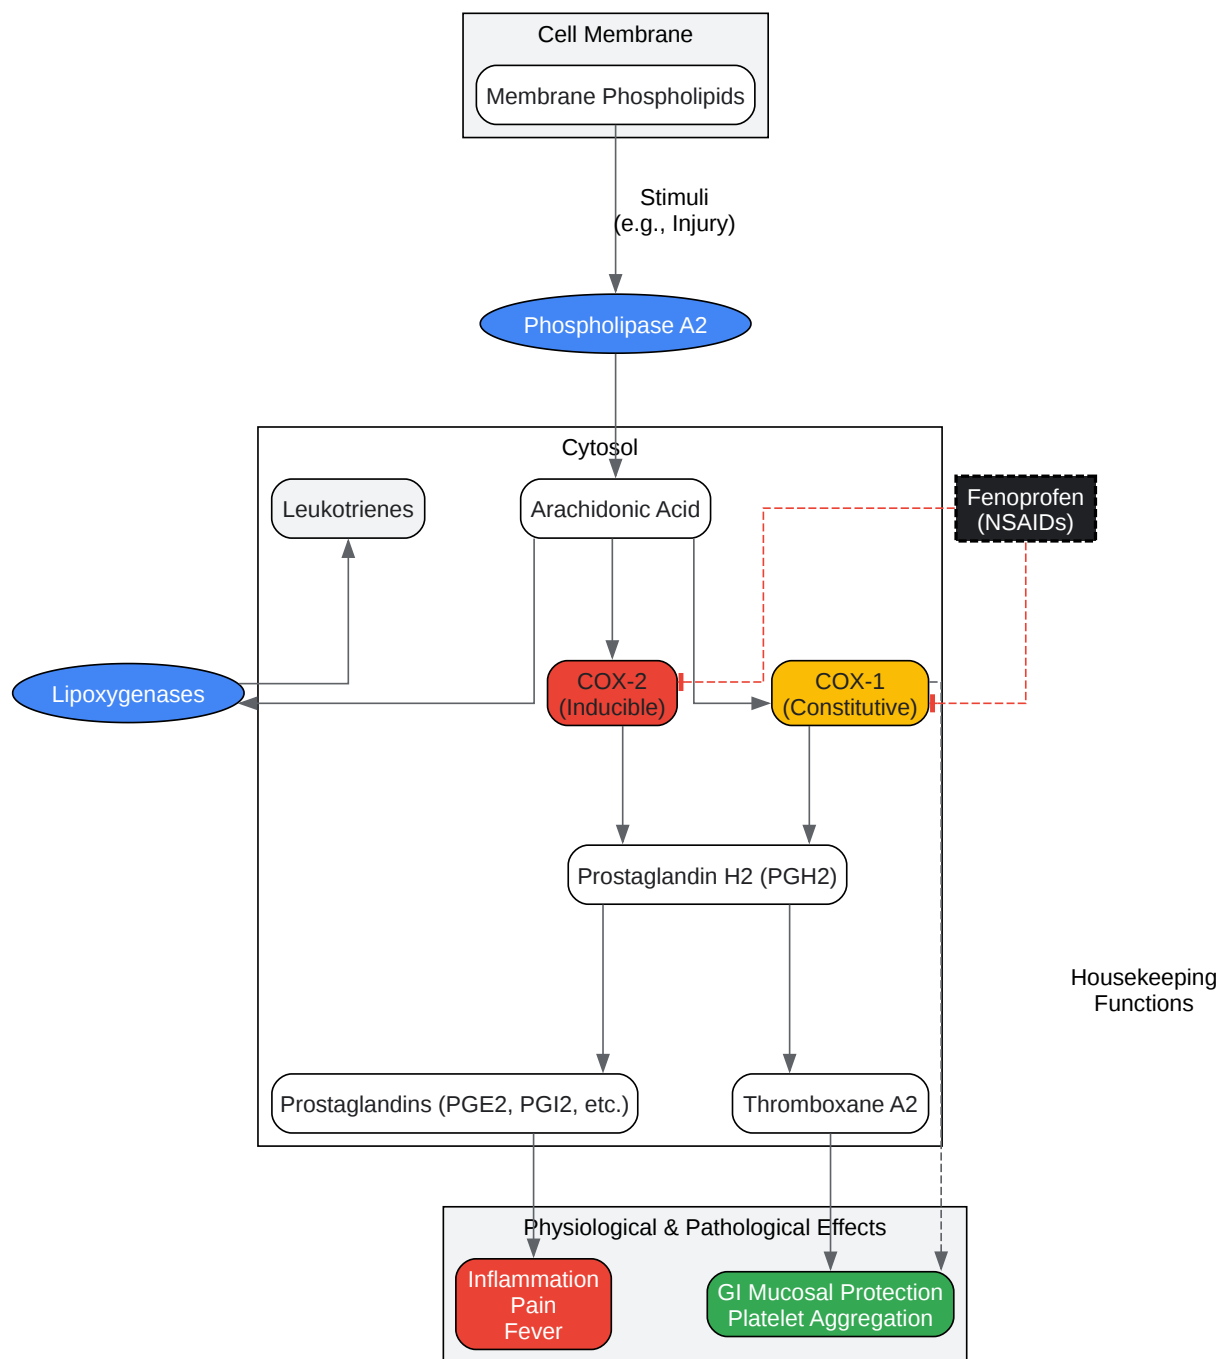 Cell Membrane
Membrane Phospholipids
Stimuli
(e.g., Injury)
Phospholipase A2
Cytosol
Leukotrienes
Arachidonic Acid
Fenoprofen
(NSAIDs)
Lipoxygenases
COX-2
(Inducible)
COX-1
(Constitutive)
Prostaglandin H2 (PGH2)
Housekeeping
Functions
Prostaglandins (PGE2, PGI2, etc.)
Thromboxane A2
Physiological & Pathological Effects
Inflammation
Pain
Fever
GI Mucosal Protection
Platelet Aggregation